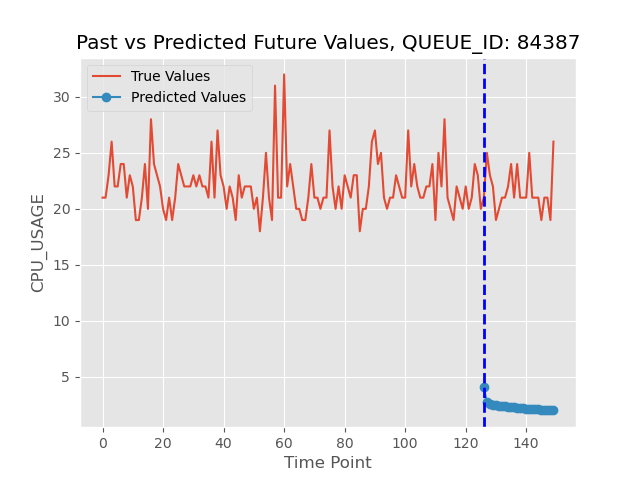 Past vs Predicted Future Values, QUEUE_ID: 84387
True Values
Predicted Values
30
25
20
15
10
5
CPU_USAGE
0 20 40 60 80 100 120 140
Time Point